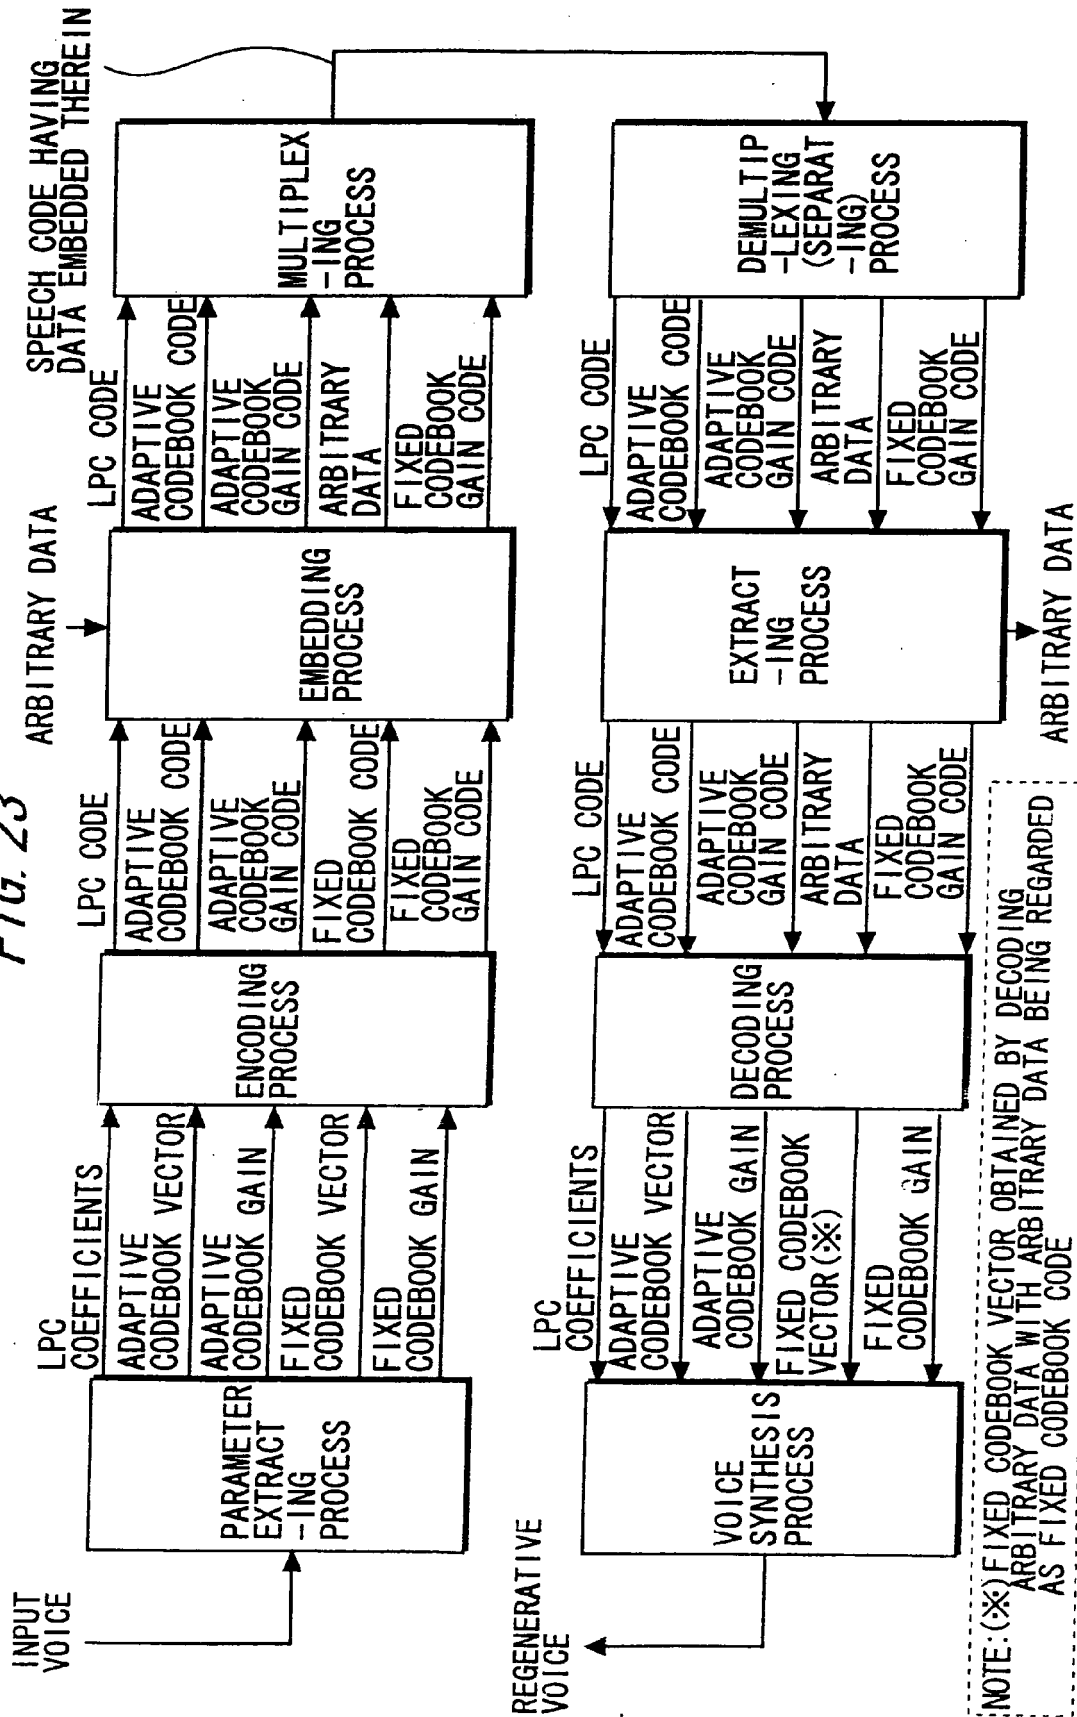 FIG. 23
INPUT
VOICE
PARAMETER
EXTRACT
-ING
PROCESS
LPC
COEFFICIENTS
ADAPTIVE
CODEBOOK VECTOR
ADAPTIVE
CODEBOOK GAIN
FIXED
CODEBOOK VECTOR
FIXED
CODEBOOK GAIN
ENCODING
PROCESS
LPC CODE
ADAPTIVE
CODEBOOK CODE
ADAPTIVE
CODEBOOK
GAIN CODE
FIXED
CODEBOOK CODE
FIXED
CODEBOOK
GAIN CODE
ARBITRARY DATA
EMBEDDING
PROCESS
LPC CODE
ADAPTIVE
CODEBOOK CODE
ADAPTIVE
CODEBOOK
GAIN CODE
ARBITRARY
DATA
FIXED
CODEBOOK
GAIN CODE
MULTIPLEX
-ING
PROCESS
SPEECH CODE HAVING
DATA EMBEDDED THEREIN
DEMULTIP
-LEXING
(SEPARAT
-ING)
PROCESS
LPC CODE
ADAPTIVE
CODEBOOK CODE
ADAPTIVE
CODEBOOK
GAIN CODE
ARBITRARY
DATA
FIXED
CODEBOOK
GAIN CODE
EXTRACT
-ING
PROCESS
ARBITRARY DATA
LPC CODE
ADAPTIVE
CODEBOOK CODE
ADAPTIVE
CODEBOOK
GAIN CODE
ARBITRARY
DATA
FIXED
CODEBOOK
GAIN CODE
DECODING
PROCESS
LPC
COEFFICIENTS
ADAPTIVE
CODEBOOK VECTOR
ADAPTIVE
CODEBOOK GAIN
FIXED CODEBOOK
VECTOR(※)
FIXED
CODEBOOK GAIN
VOICE
SYNTHESIS
PROCESS
REGENERATIVE
VOICE
NOTE:(※)FIXED CODEBOOK VECTOR OBTAINED BY DECODING
ARBITRARY DATA WITH ARBITRARY DATA BEING REGARDED
AS FIXED CODEBOOK CODE